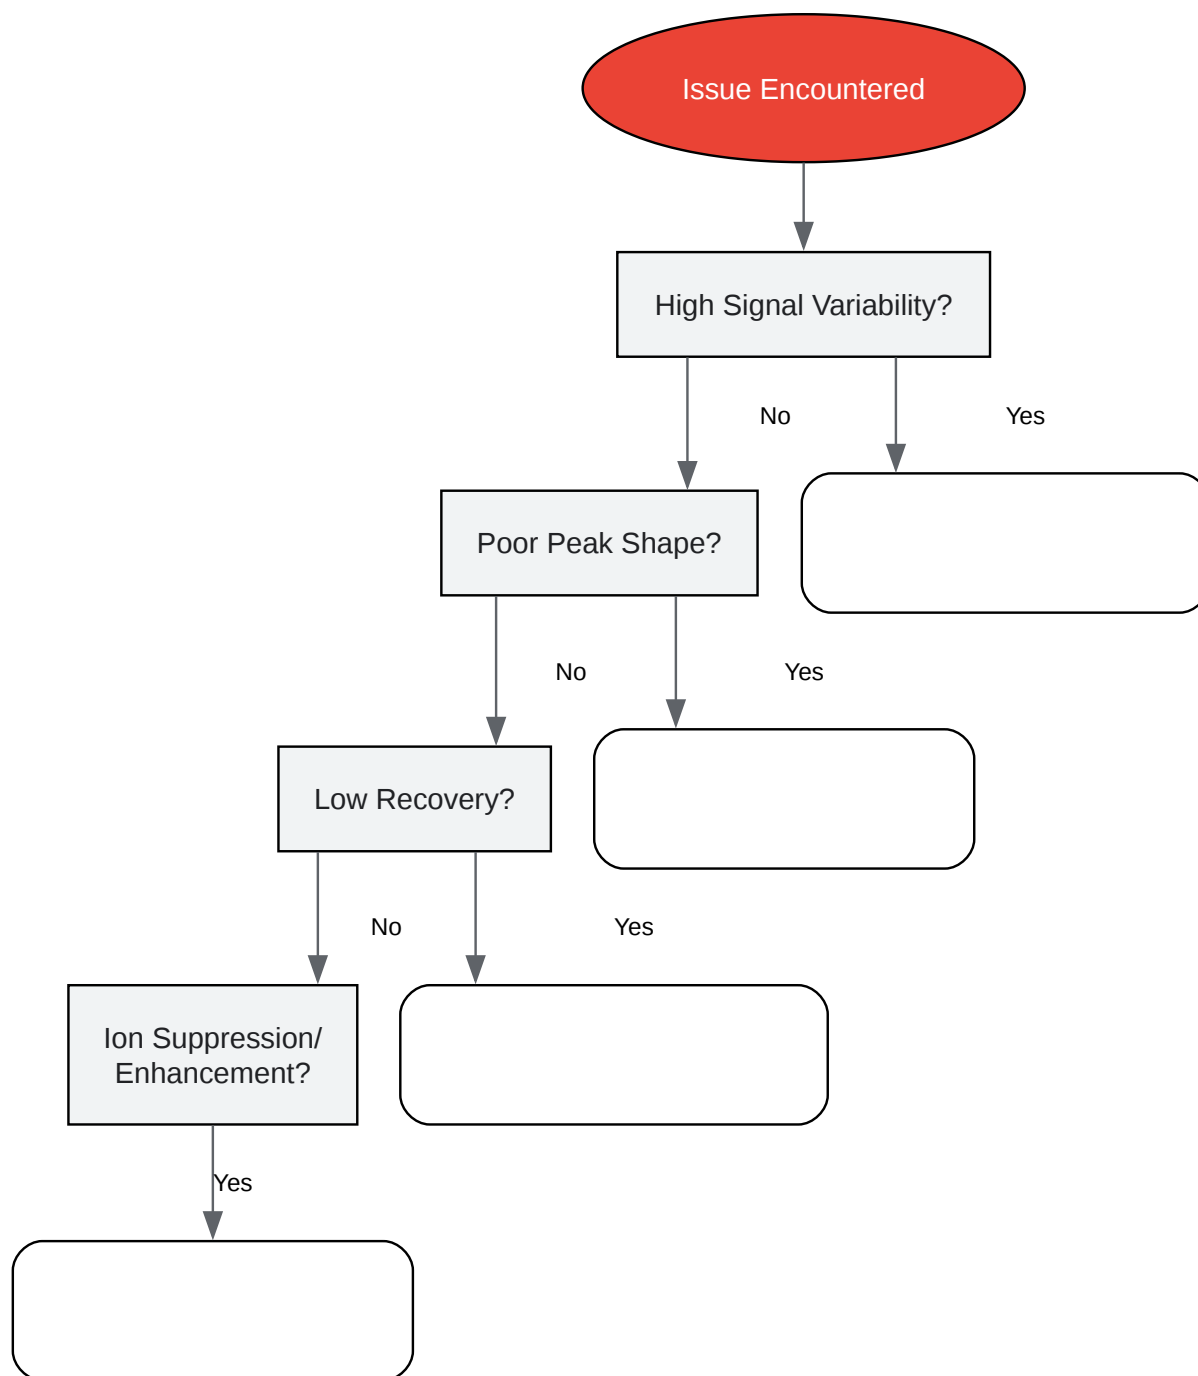 Issue Encountered
High Signal Variability?
No
Yes
Poor Peak Shape?
No
Yes
Low Recovery?
No
Yes
Ion Suppression/
Enhancement?
Yes